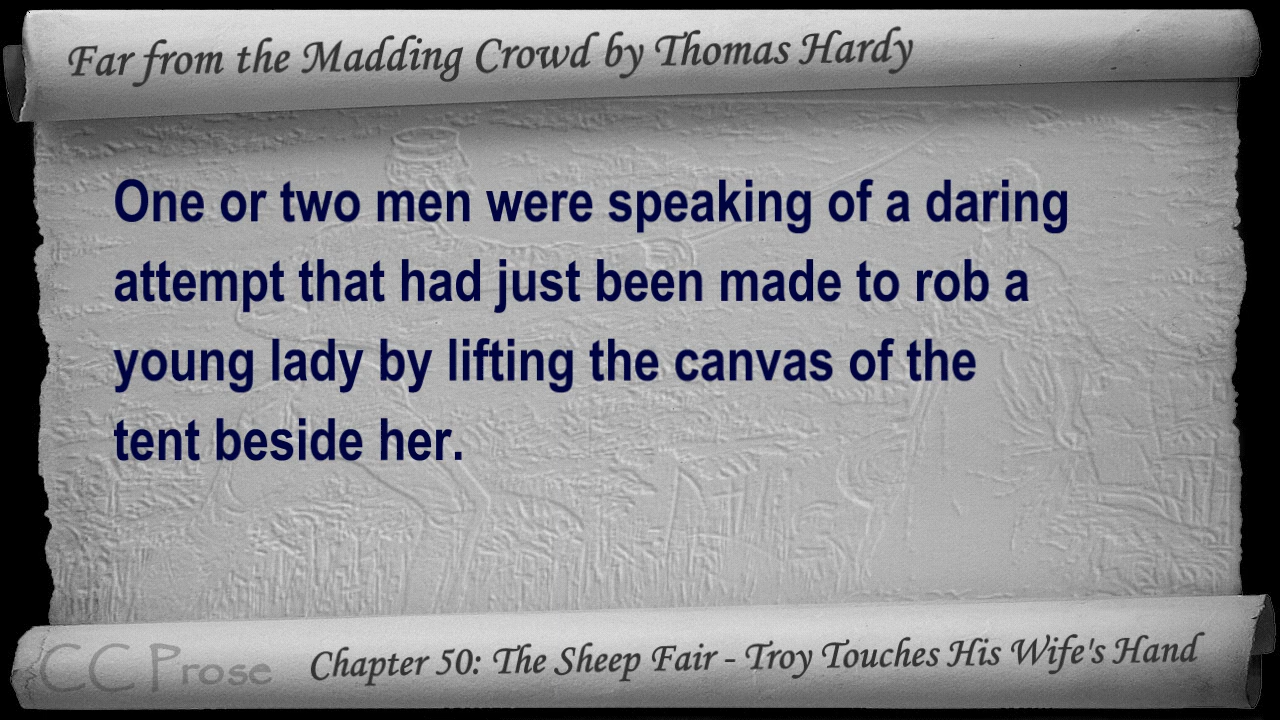 Far from the Madding Crowd by Thomas Hardy
One or two men were speaking of a daring
attempt that had just been made to rob a
young lady by lifting the canvas of the
tent beside her.
CC Prose
Chapter 50: The Sheep Fair - Troy Touches His Wife's Hand